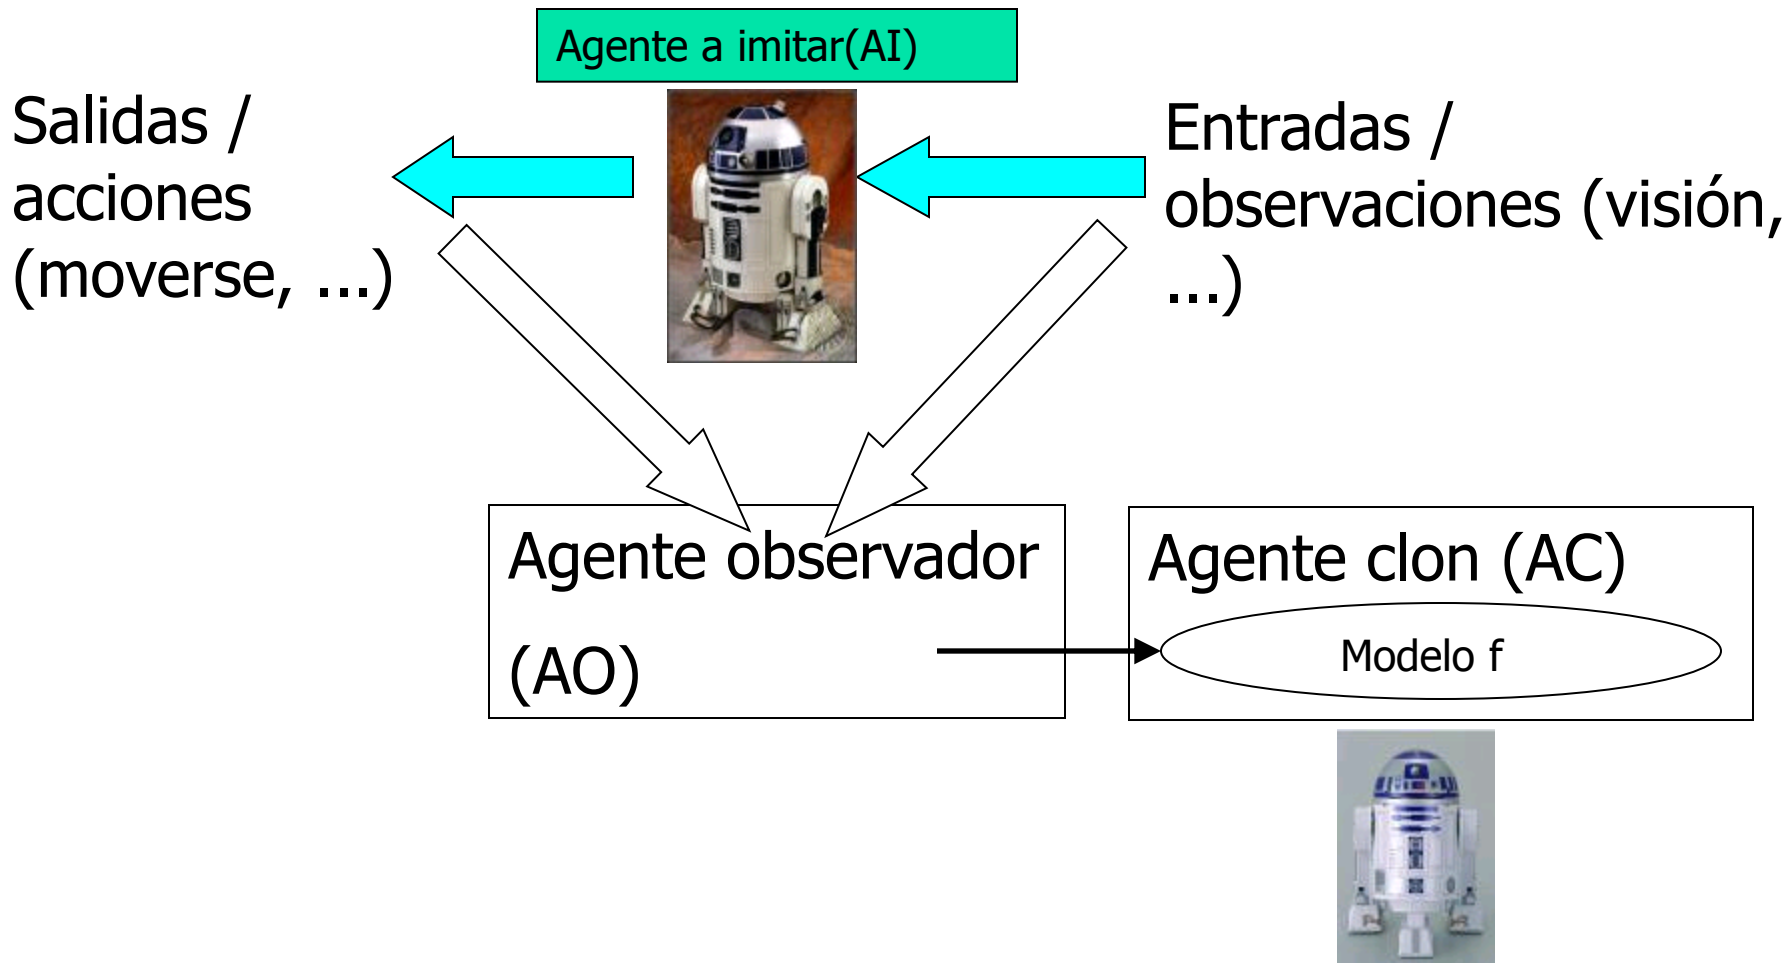 Agente a imitar(AI)
Salidas /
acciones
(moverse, ...)
Entradas /
observaciones (visión,
...)
Agente observador
(AO)
Agente clon (AC)
Modelo f